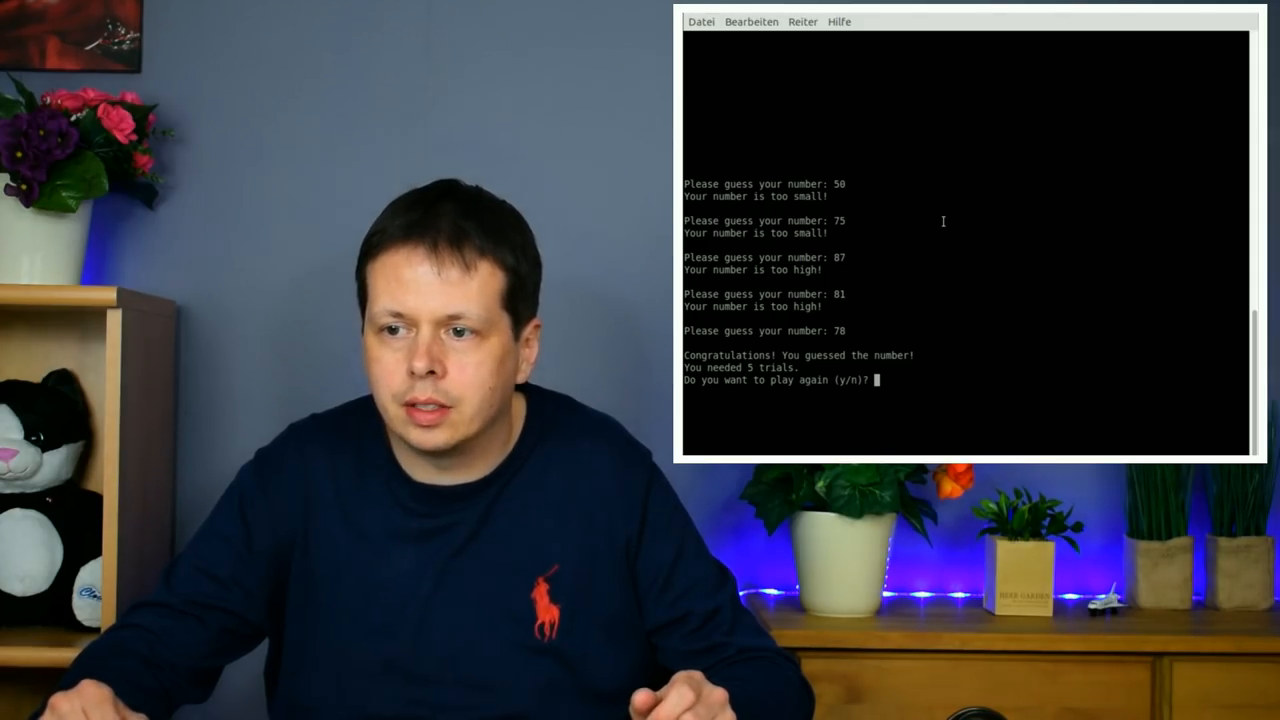 Datei Bearbeiten Reiter Hilfe
Please guess your number: 50
Your number is too small!
Please guess your number: 75
Your number is too small!
Please guess your number: 87
Your number is too high!
Please guess your number: 81
Your number is too high!
Please guess your number: 78
Congratulations! You guessed the number!
You needed 5 trials.
Do you want to play again (y/n)?
HERB GARDEN